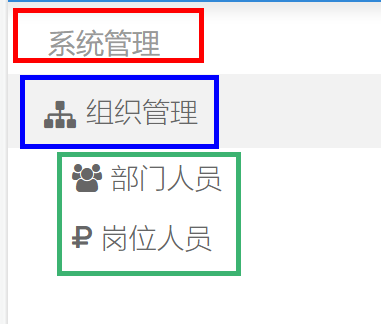 系统管理
组织管理
部门人员
岗位人员